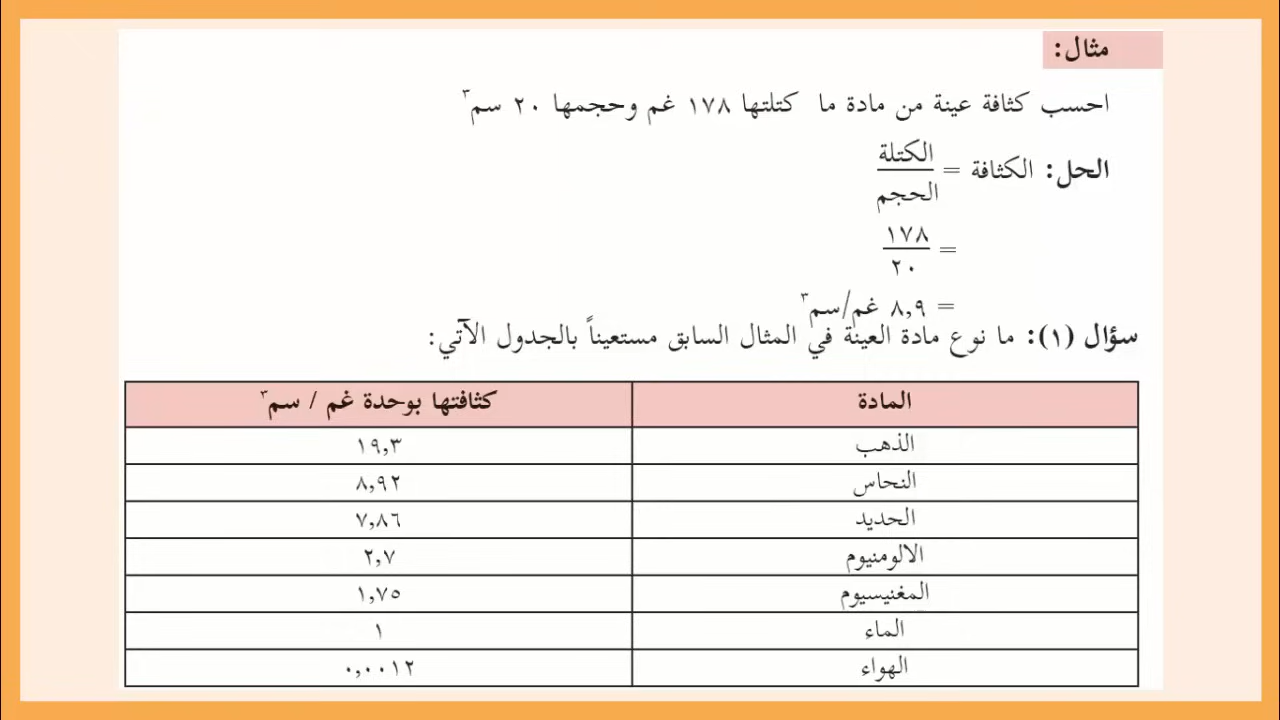 مثال:
احسب كثافة عينة من مادة ما كتلتها ١٧٨ غم وحجمها ٢٠ سم٣
الحل: الكثافة = الكتلة / الحجم
= ١٧٨ / ٢٠
= ٨,٩ غم/سم٣
سؤال (١): ما نوع مادة العينة في المثال السابق مستعيناً بالجدول الآتي:
المادة كثافتها بوحدة غم / سم٣
الذهب ١٩,٣
النحاس ٨,٩٢
الحديد ٧,٨٦
الالومنيوم ٢,٧
المغنيسيوم ١,٧٥
الماء ١
الهواء ٠,٠٠١٢